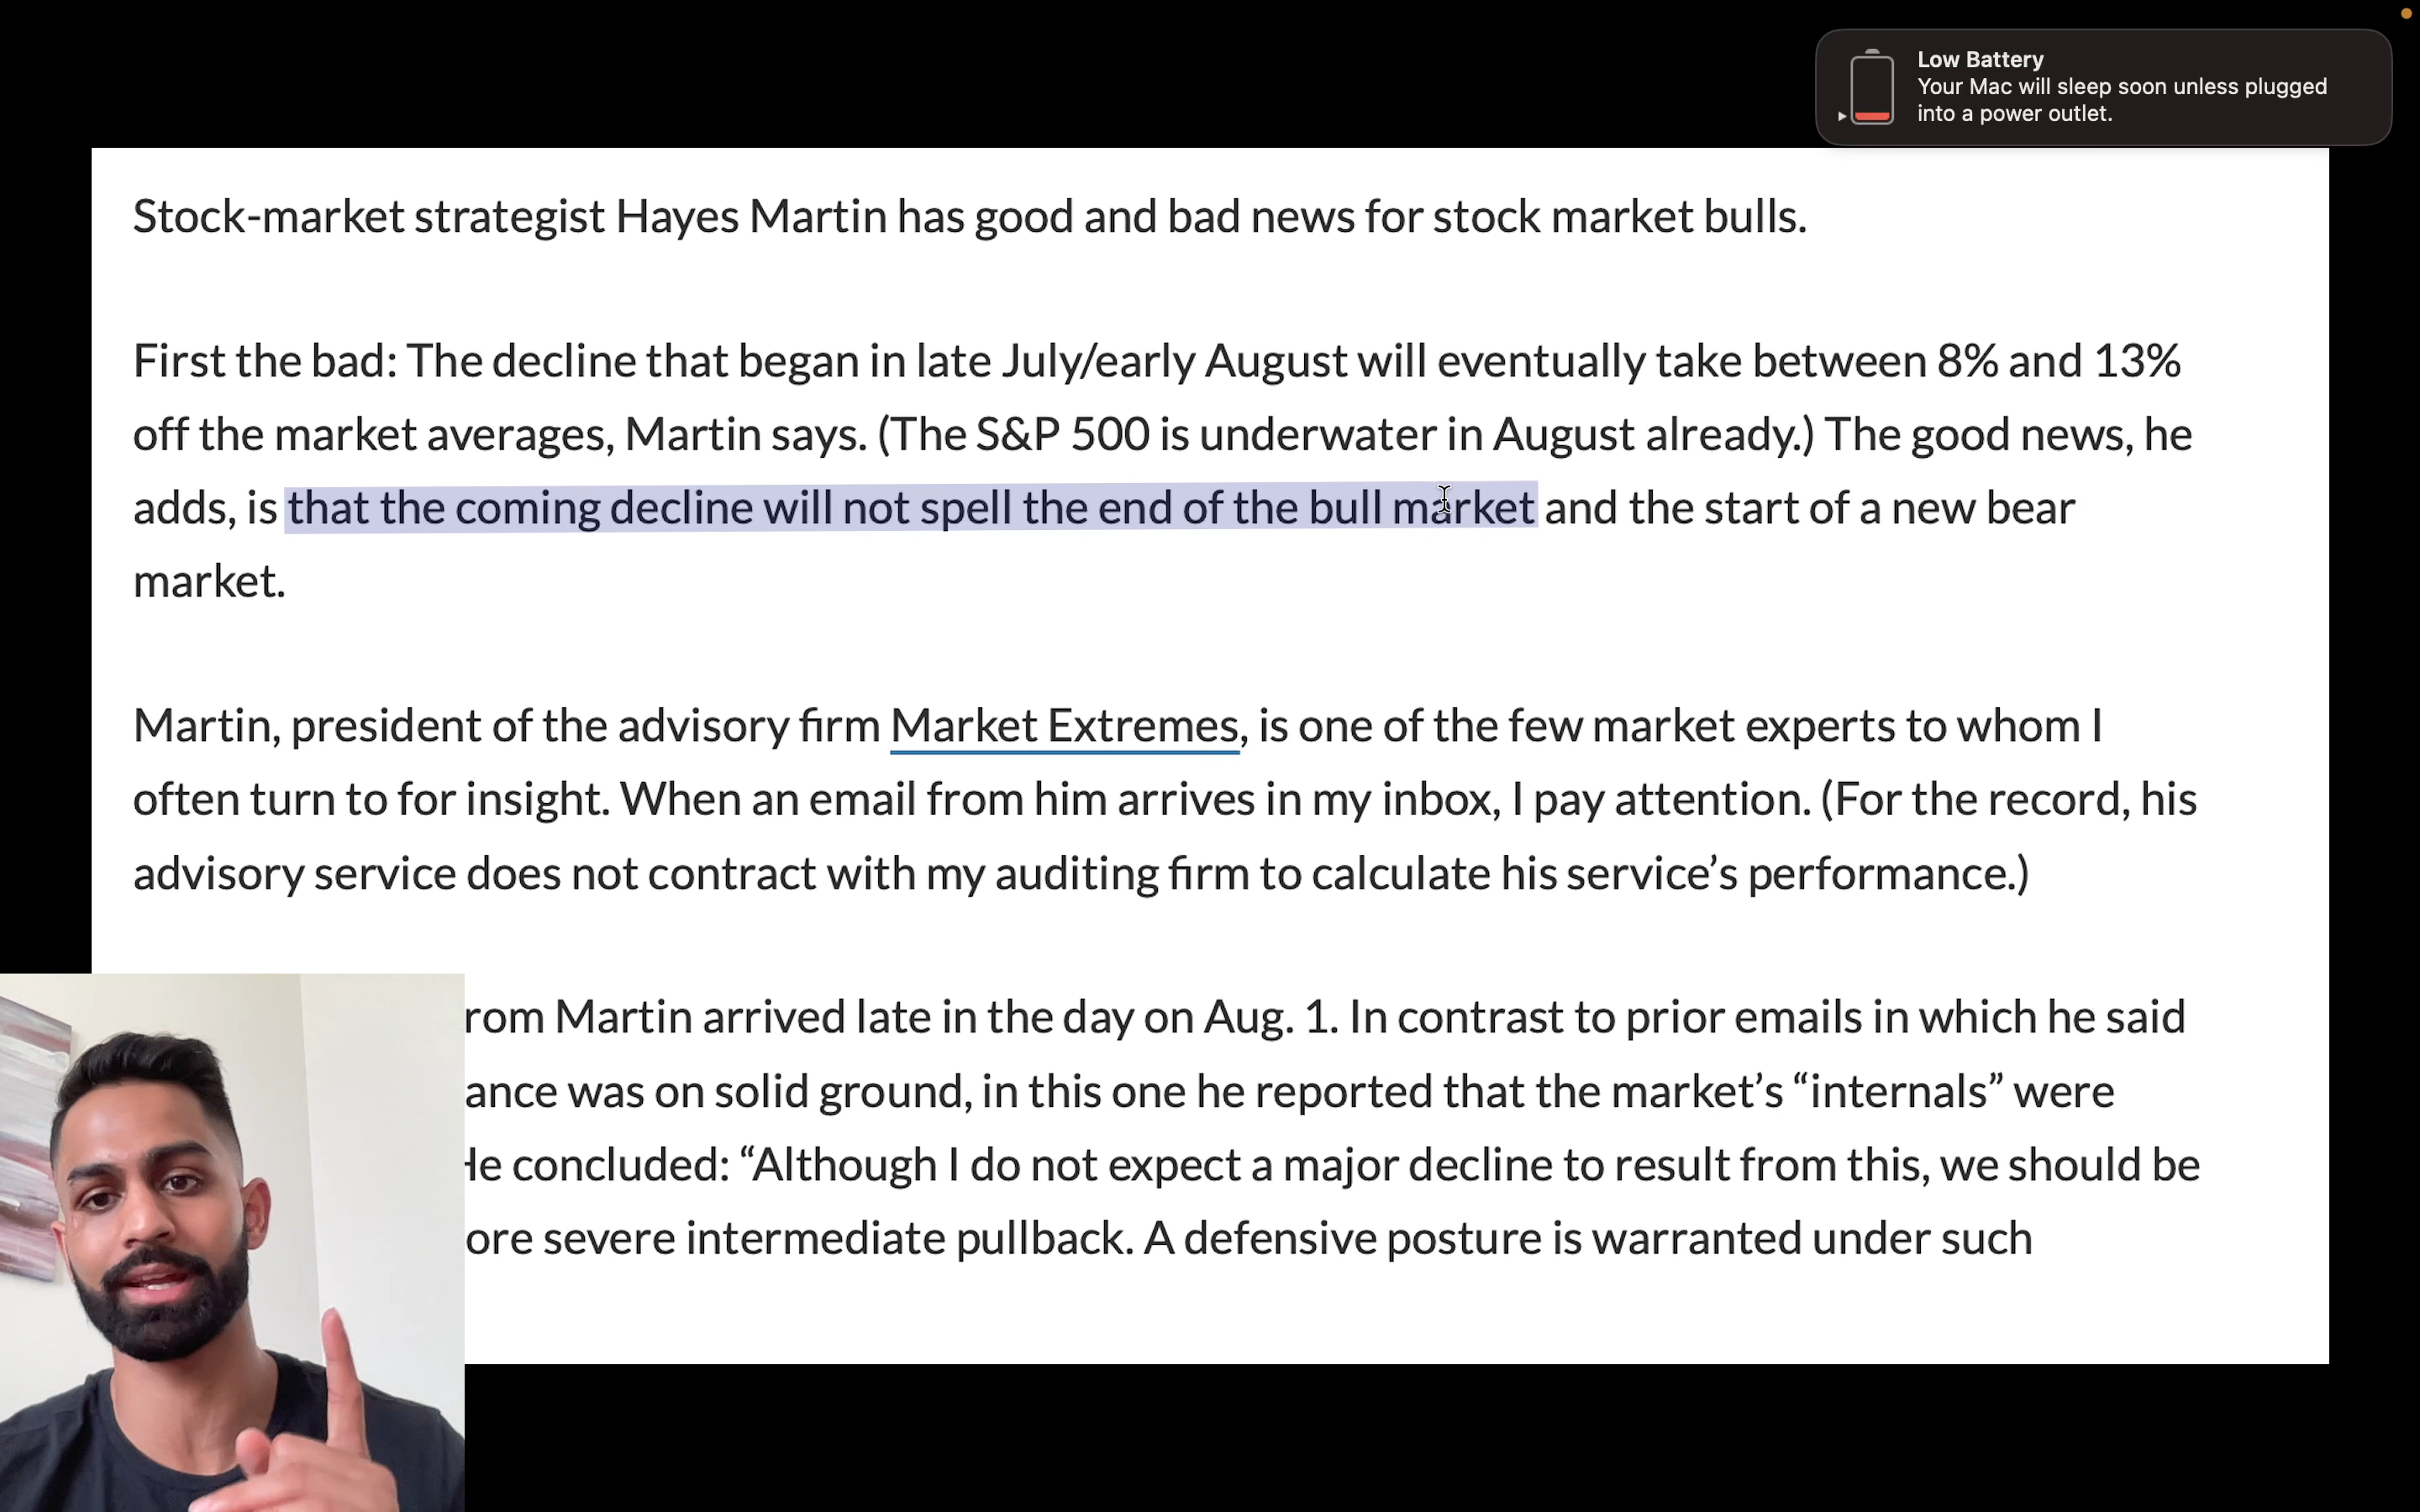 Low Battery
Your Mac will sleep soon unless plugged
into a power outlet.
Stock-market strategist Hayes Martin has good and bad news for stock market bulls.
First the bad: The decline that began in late July/early August will eventually take between 8% and 13%
off the market averages, Martin says. (The S&P 500 is underwater in August already.) The good news, he
adds, is that the coming decline will not spell the end of the bull market and the start of a new bear
market.
Martin, president of the advisory firm Market Extremes, is one of the few market experts to whom I
often turn to for insight. When an email from him arrives in my inbox, I pay attention. (For the record, his
advisory service does not contract with my auditing firm to calculate his service’s performance.)
rom Martin arrived late in the day on Aug. 1. In contrast to prior emails in which he said
ance was on solid ground, in this one he reported that the market’s “internals” were
He concluded: “Although I do not expect a major decline to result from this, we should be
ore severe intermediate pullback. A defensive posture is warranted under such